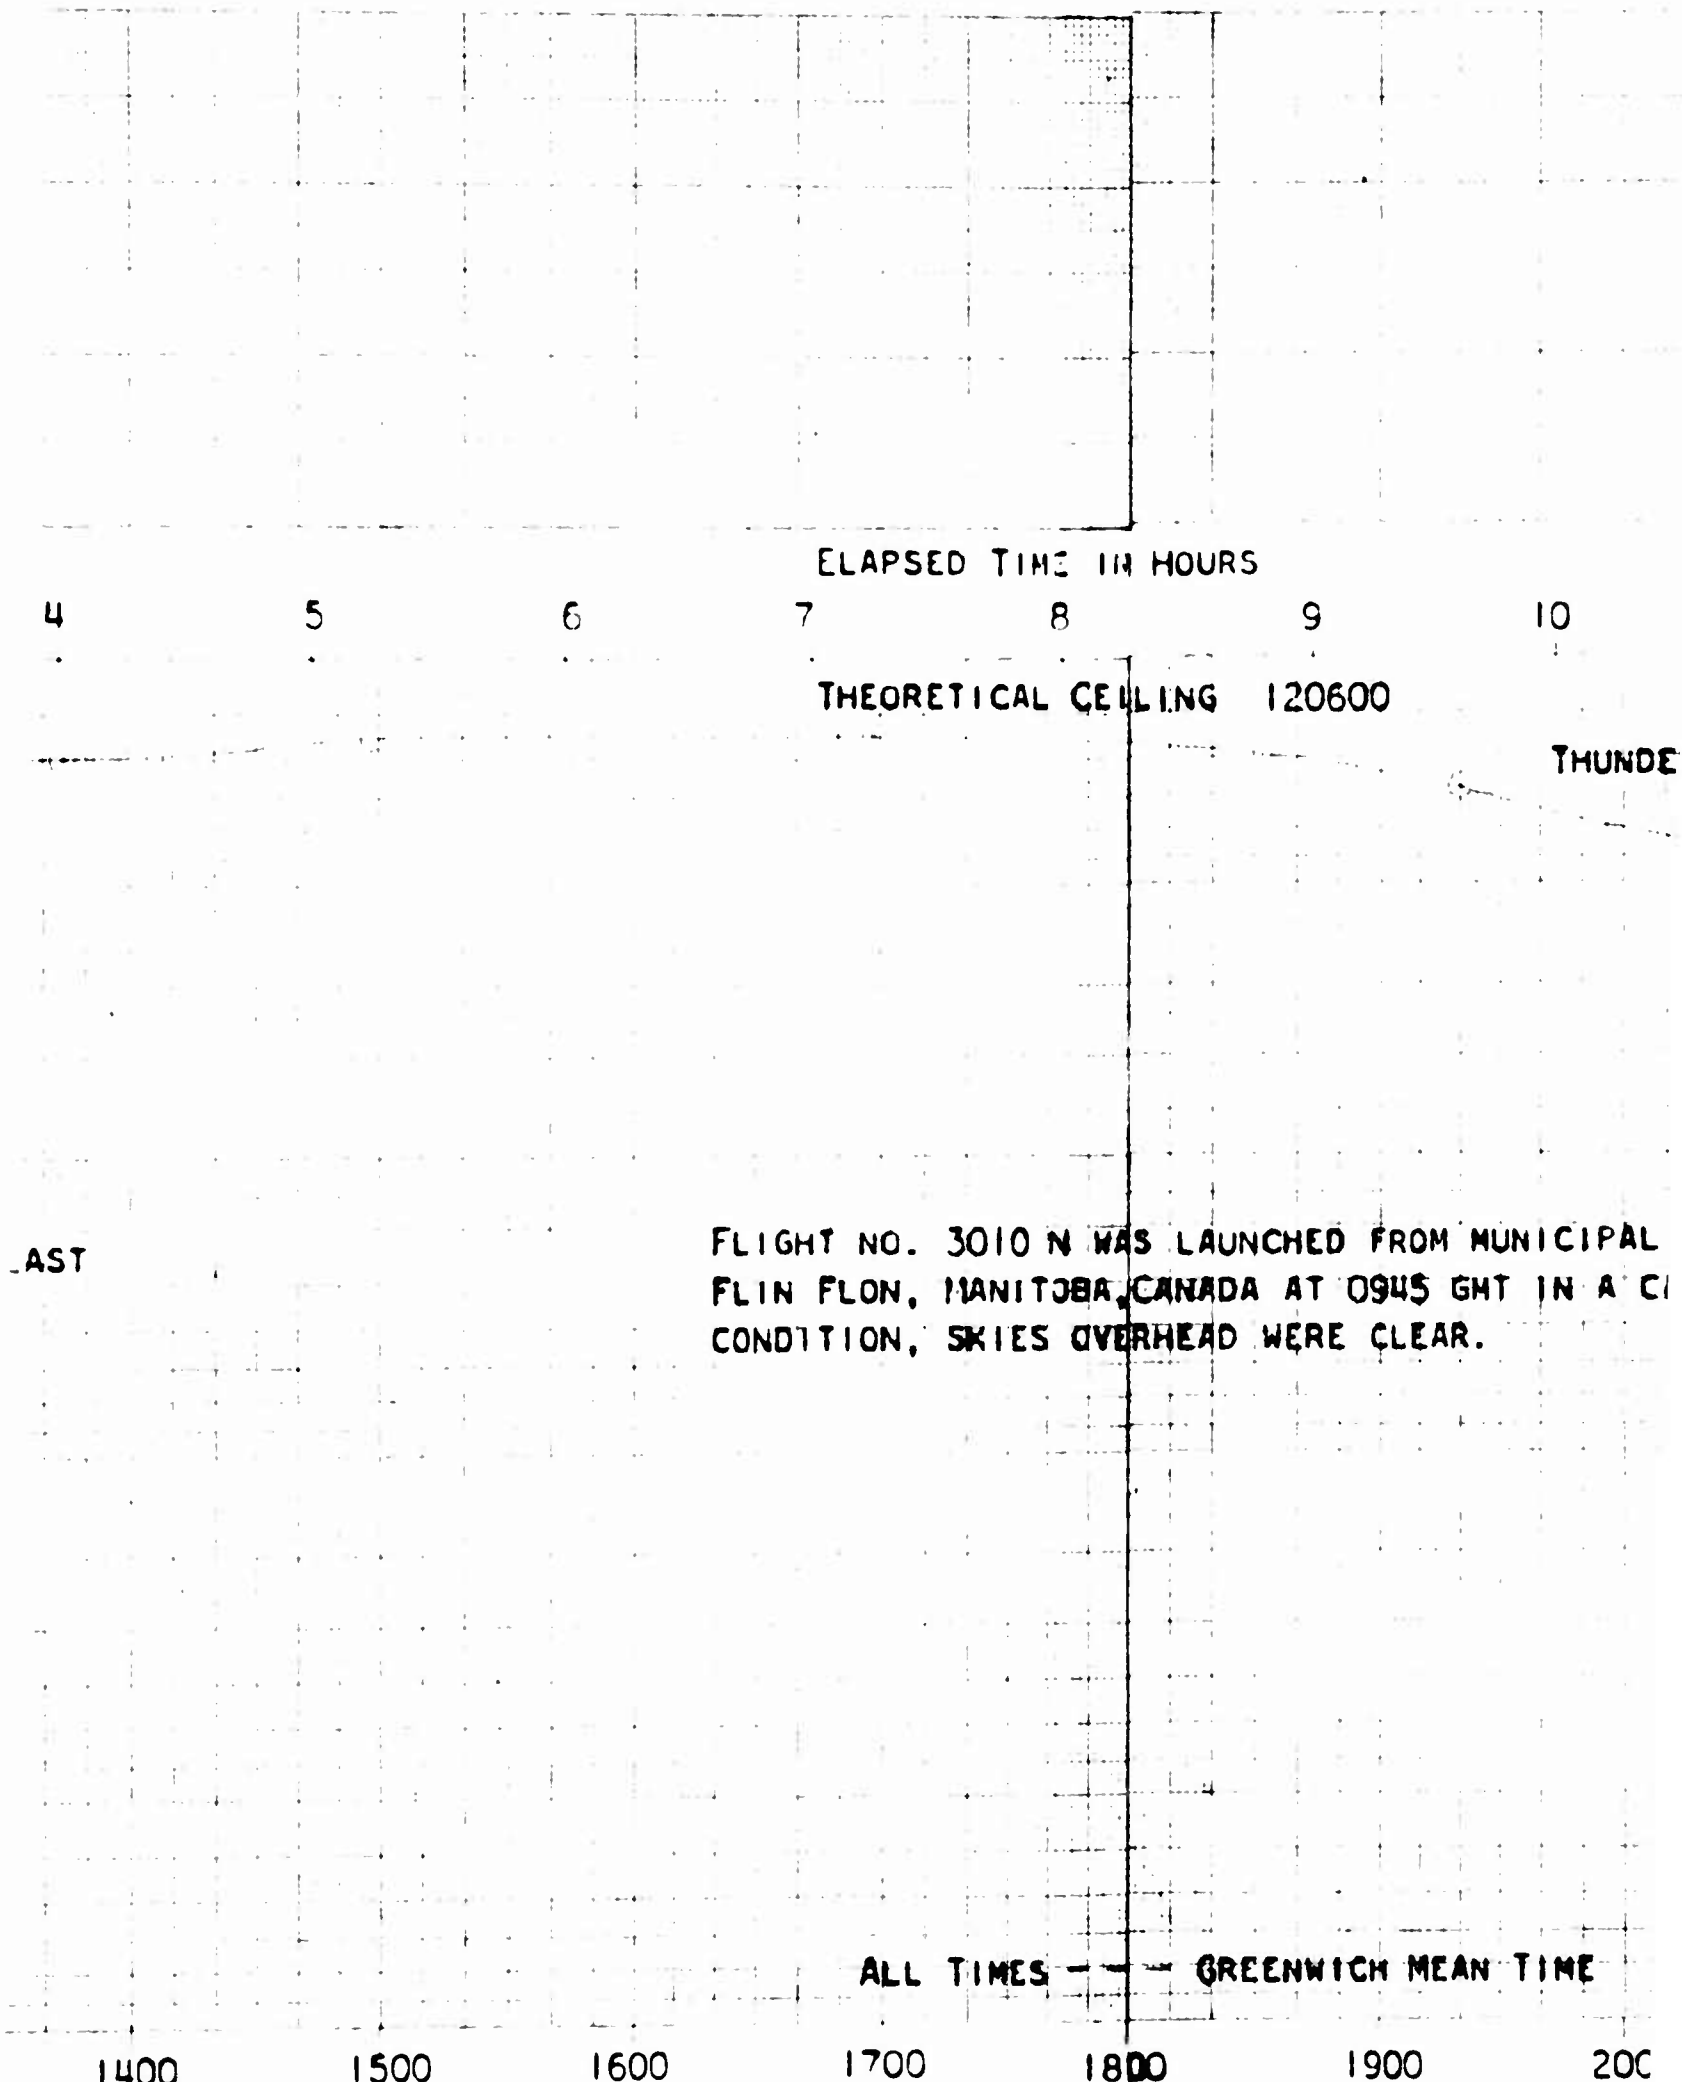 ELAPSED TIME IN HOURS
4 5 6 7 8 9 10
THEORETICAL CEILING 120600
THUNDE
FLIGHT NO. 3010 N WAS LAUNCHED FROM MUNICIPAL
FLIN FLON, MANITOBA, CANADA AT 0945 GMT IN A
CONDITION, SKIES OVERHEAD WERE CLEAR.
AST
ALL TIMES --- GREENWICH MEAN TIME
1400 1500 1600 1700 1800 1900 200